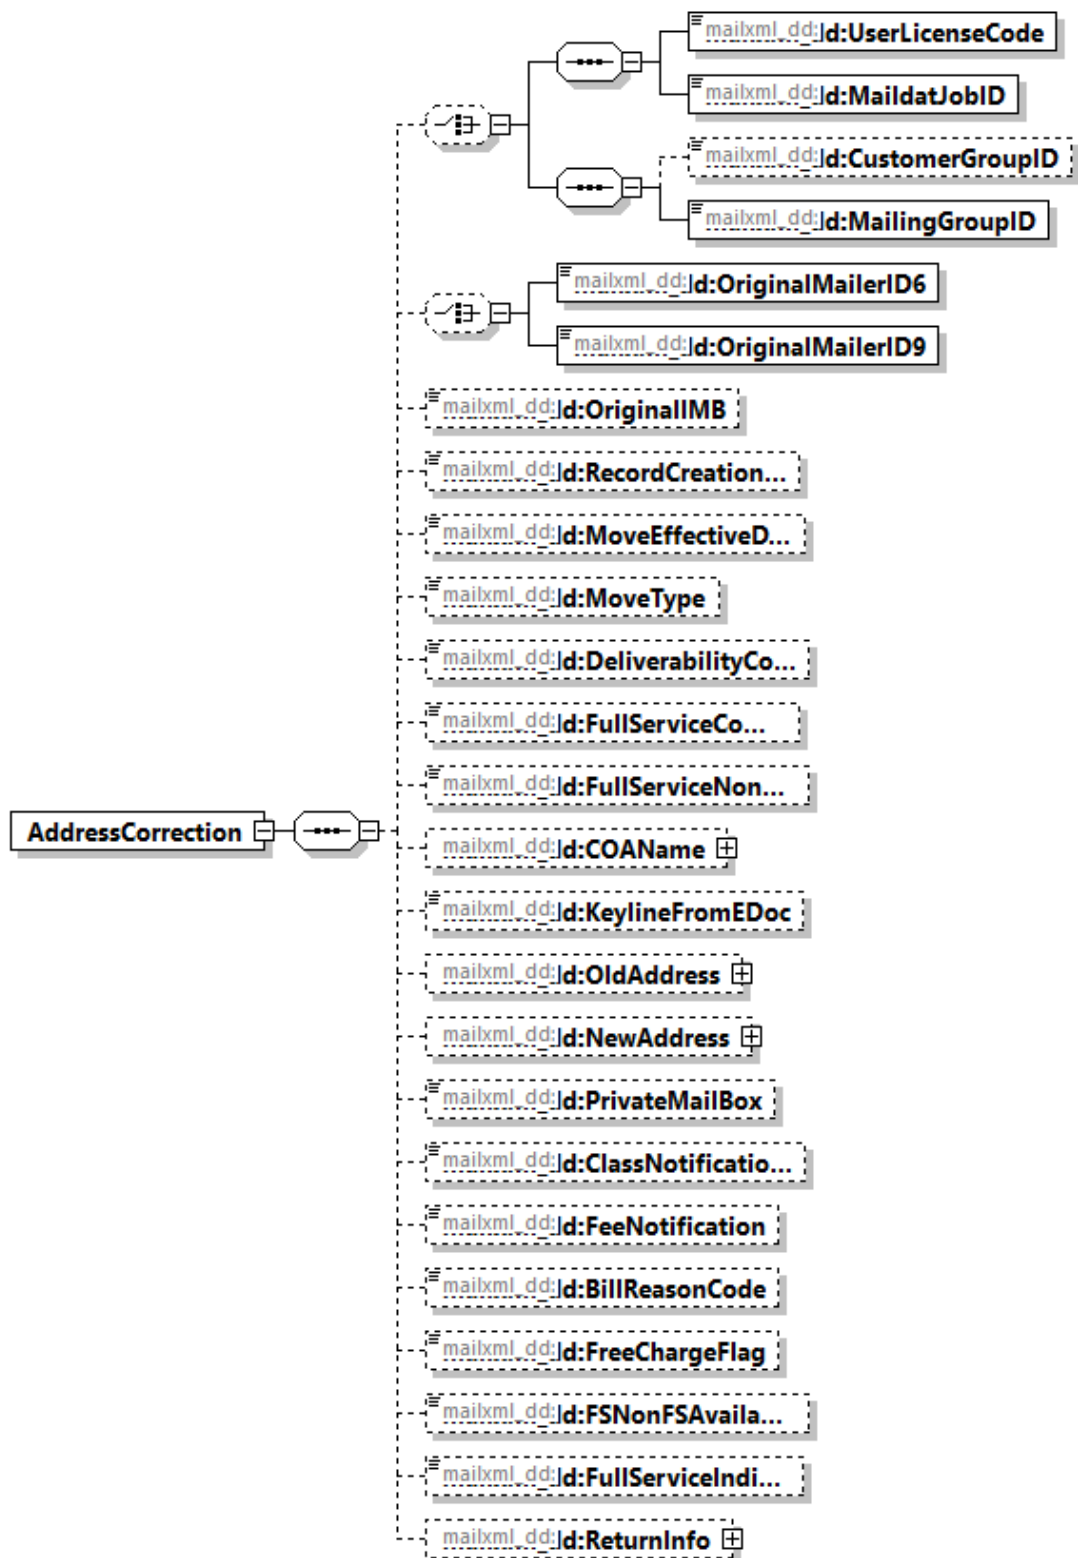 mailxml_dd:ld:UserLicenseCode
mailxml_dd:ld:MaildatJobID
mailxml_dd:ld:CustomerGroupID
mailxml_dd:ld:MailingGroupID
mailxml_dd:ld:OriginalMailerID6
mailxml_dd:ld:OriginalMailerID9
mailxml_dd:ld:OriginalIMB
mailxml_dd:ld:RecordCreation...
mailxml_dd:ld:MoveEffectiveD...
mailxml_dd:ld:MoveType
mailxml_dd:ld:DeliverabilityCo...
mailxml_dd:ld:FullServiceCo...
mailxml_dd:ld:FullServiceNon...
AddressCorrection
mailxml_dd:ld:COAName
mailxml_dd:ld:KeylineFromEDoc
mailxml_dd:ld:OldAddress
mailxml_dd:ld:NewAddress
mailxml_dd:ld:PrivateMailBox
mailxml_dd:ld:ClassNotificatio...
mailxml_dd:ld:FeeNotification
mailxml_dd:ld:BillReasonCode
mailxml_dd:ld:FreeChargeFlag
mailxml_dd:ld:FSNonFSAvaila...
mailxml_dd:ld:FullServiceIndi...
mailxml_dd:ld:ReturnInfo